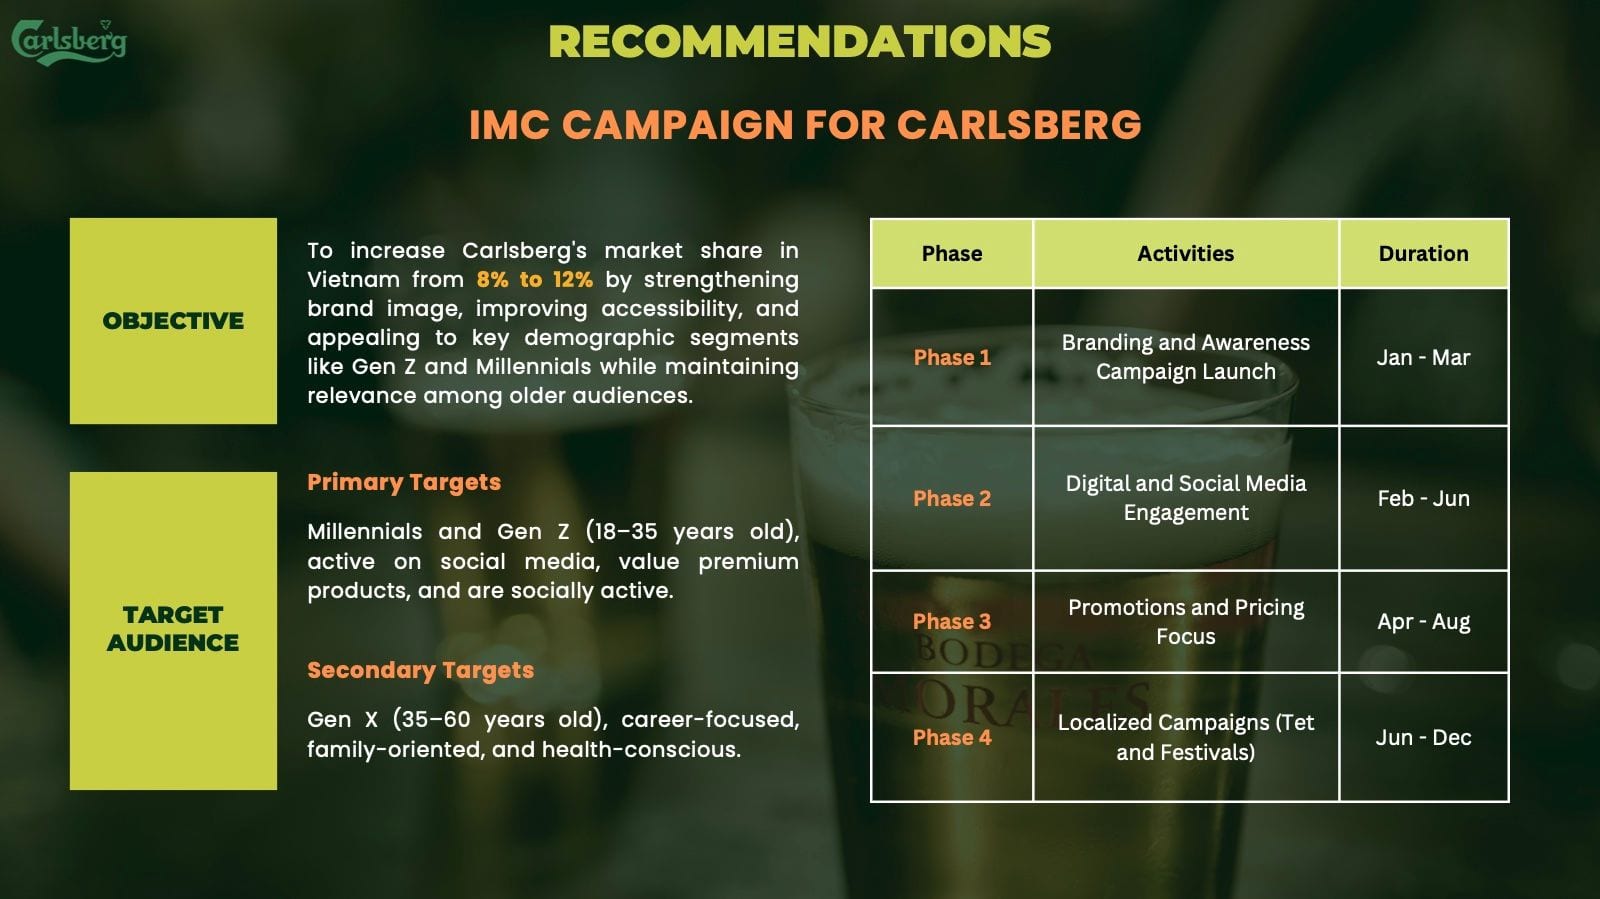 Carlsberg
RECOMMENDATIONS
IMC CAMPAIGN FOR CARLSBERG
OBJECTIVE
To increase Carlsberg's market share in
Vietnam from 8% to 12% by strengthening
brand image, improving accessibility, and
appealing to key demographic segments
like Gen Z and Millennials while maintaining
relevance among older audiences.
TARGET
AUDIENCE
Primary Targets
Millennials and Gen Z (18–35 years old),
active on social media, value premium
products, and are socially active.
Secondary Targets
Gen X (35–60 years old), career-focused,
family-oriented, and health-conscious.
Phase Activities Duration
Phase 1
Branding and Awareness
Campaign Launch
Jan - Mar
Phase 2
Digital and Social Media
Engagement
Feb - Jun
Phase 3
Promotions and Pricing
Focus
Apr - Aug
Phase 4
Localized Campaigns (Tet
and Festivals)
Jun - Dec
BODEGA
MORALES